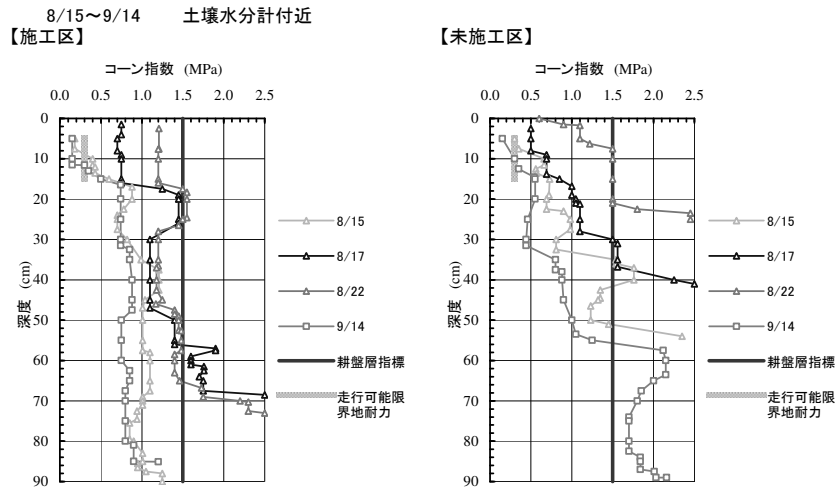 8/15～9/14 土壌水分計付近
【施工区】
コーン指数 (MPa)
0.0 0.5 1.0 1.5 2.0 2.5
0
10
20
30
40
50
60
70
80
90
深度 (cm)
8/15
8/17
8/22
9/14
耕盤層指標
走行可能限
界地耐力
【未施工区】
コーン指数 (MPa)
0.0 0.5 1.0 1.5 2.0 2.5
0
10
20
30
40
50
60
70
80
90
深度 (cm)
8/15
8/17
8/22
9/14
耕盤層指標
走行可能限
界地耐力